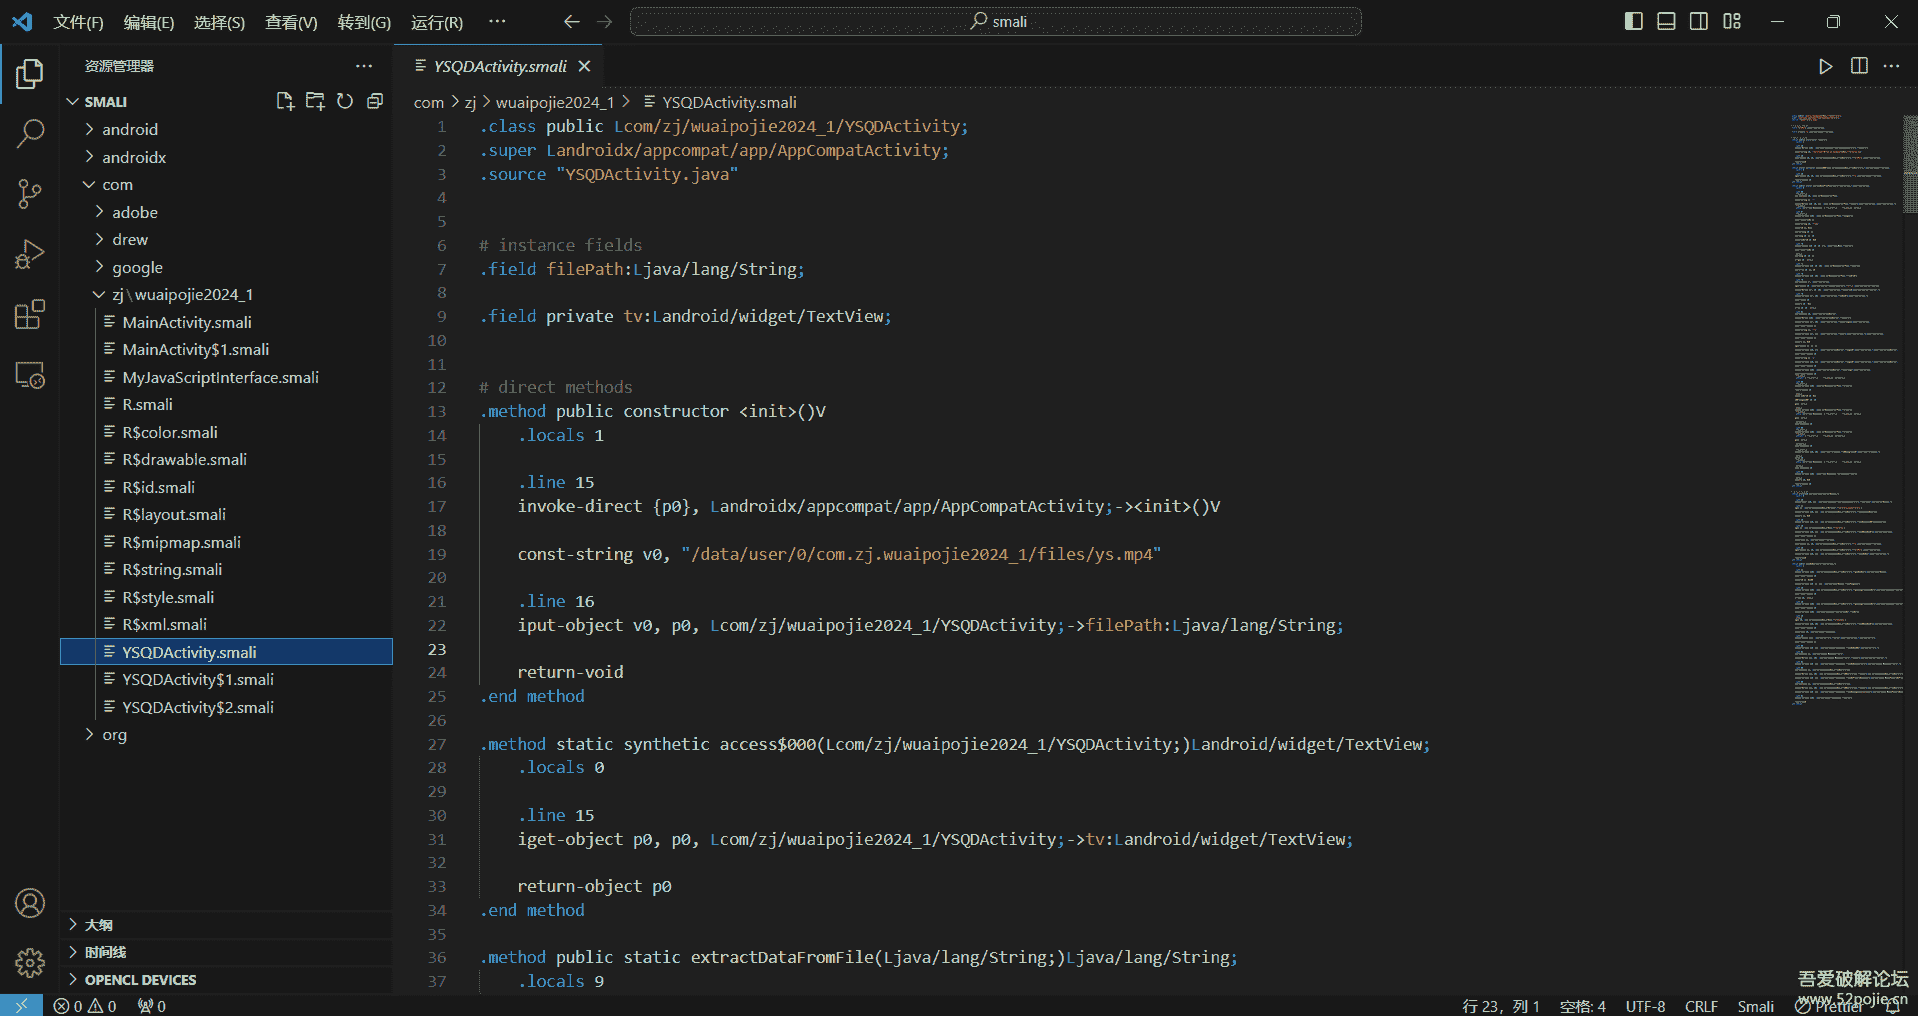 文件(F) 编辑(E) 选择(S) 查看(V) 转到(G) 运行(R) ··· smali
资源管理器 ···
SMALI
android
androidx
com
adobe
drew
google
zj\wuaipojie2024_1
MainActivity.smali
MainActivity$1.smali
MyJavaScriptInterface.smali
R.smali
R$color.smali
R$drawable.smali
R$id.smali
R$layout.smali
R$mipmap.smali
R$string.smali
R$style.smali
R$xml.smali
YSQDActivity.smali
YSQDActivity$1.smali
YSQDActivity$2.smali
org
大纲
时间线
OPENCL DEVICES
YSQDActivity.smali
com > zj > wuaipojie2024_1 > YSQDActivity.smali
1 .class public Lcom/zj/wuaipojie2024_1/YSQDActivity;
2 .super Landroidx/appcompat/app/AppCompatActivity;
3 .source "YSQDActivity.java"
4
5
6 # instance fields
7 .field filePath:Ljava/lang/String;
8
9 .field private tv:Landroid/widget/TextView;
10
11
12 # direct methods
13 .method public constructor <init>()V
14 .locals 1
15
16 .line 15
17 invoke-direct {p0}, Landroidx/appcompat/app/AppCompatActivity;-><init>()V
18
19 const-string v0, "/data/user/0/com.zj.wuaipojie2024_1/files/ys.mp4"
20
21 .line 16
22 iput-object v0, p0, Lcom/zj/wuaipojie2024_1/YSQDActivity;->filePath:Ljava/lang/String;
23
24 return-void
25 .end method
26
27 .method static synthetic access$000(Lcom/zj/wuaipojie2024_1/YSQDActivity;)Landroid/widget/TextView;
28 .locals 0
29
30 .line 15
31 iget-object p0, p0, Lcom/zj/wuaipojie2024_1/YSQDActivity;->tv:Landroid/widget/TextView;
32
33 return-object p0
34 .end method
35
36 .method public static extractDataFromFile(Ljava/lang/String;)Ljava/lang/String;
37 .locals 9
吾爱破解论坛
www.52pojie.cn
0 0 0 行 23，列 1 空格: 4 UTF-8 CRLF Smali Prettier